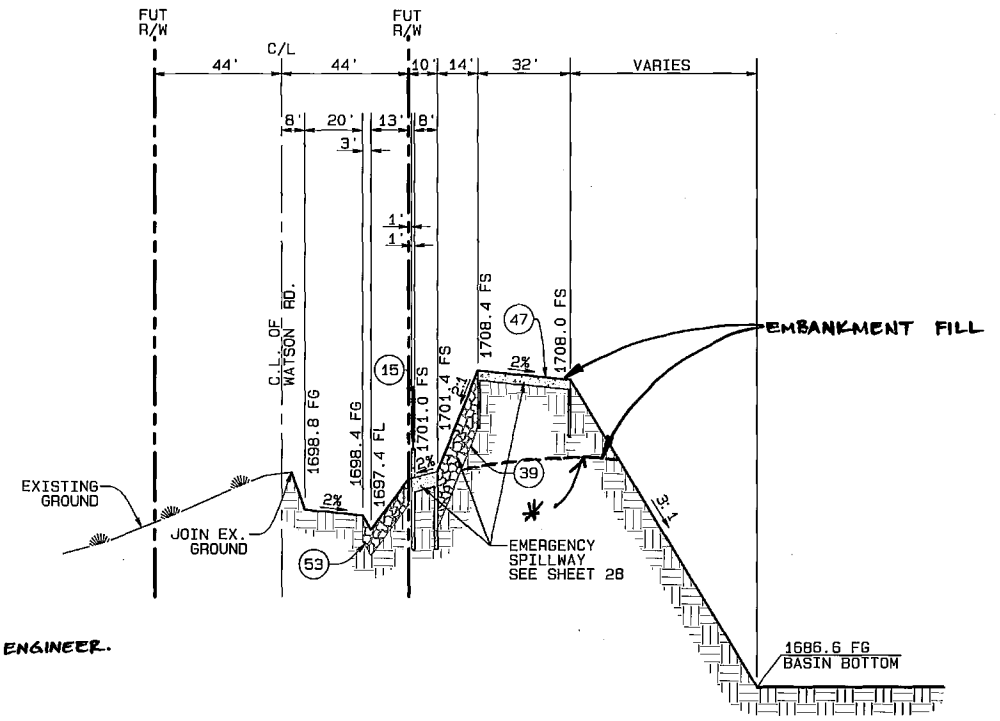 FUT
R/W
FUT
R/W
C/L
44'
44'
10'
14'
32'
VARIES
8'
20'
13'
8'
3'
1'
1'
C.L. OF
WATSON RD.
1698.8 FG
1698.4 FG
1697.4 FL
15
1701.0 FS
1701.4 FS
1708.4 FS
47
1708.0 FS
EMBANKMENT FILL
2%
2:1
2%
2%
39
*
3:1
EXISTING
GROUND
JOIN EX.
GROUND
53
EMERGENCY
SPILLWAY
SEE SHEET 28
ENGINEER.
1686.6 FG
BASIN BOTTOM